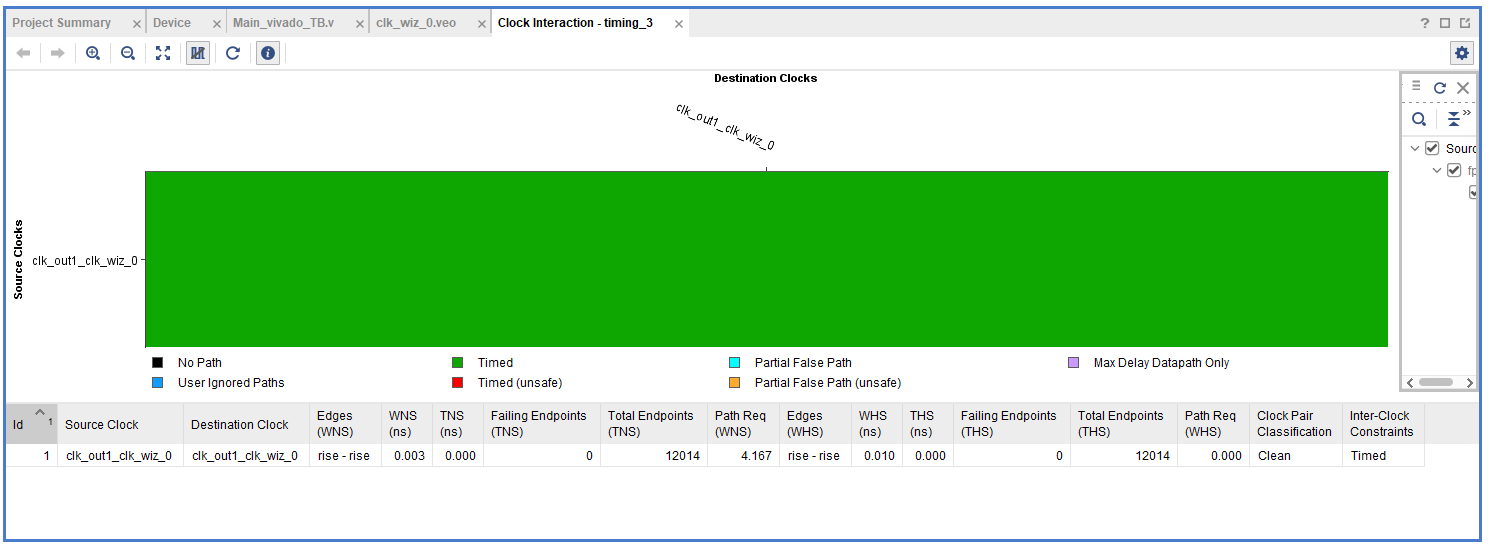 Project Summary
Device
Main_vivado_TB.v
clk_wiz_0.veo
Clock Interaction - timing_3
Destination Clocks
clk_out1_clk_wiz_0
Source Clocks
clk_out1_clk_wiz_0
No Path
Timed
Partial False Path
Max Delay Datapath Only
User Ignored Paths
Timed (unsafe)
Partial False Path (unsafe)
Sourc
fp
Id 1 Source Clock Destination Clock Edges (WNS) WNS (ns) TNS (ns) Failing Endpoints (TNS) Total Endpoints (TNS) Path Req (WNS) Edges (WHS) WHS (ns) THS (ns) Failing Endpoints (THS) Total Endpoints (THS) Path Req (WHS) Clock Pair Classification Inter-Clock Constraints
1 clk_out1_clk_wiz_0 clk_out1_clk_wiz_0 rise - rise 0.003 0.000 0 12014 4.167 rise - rise 0.010 0.000 0 12014 0.000 Clean Timed